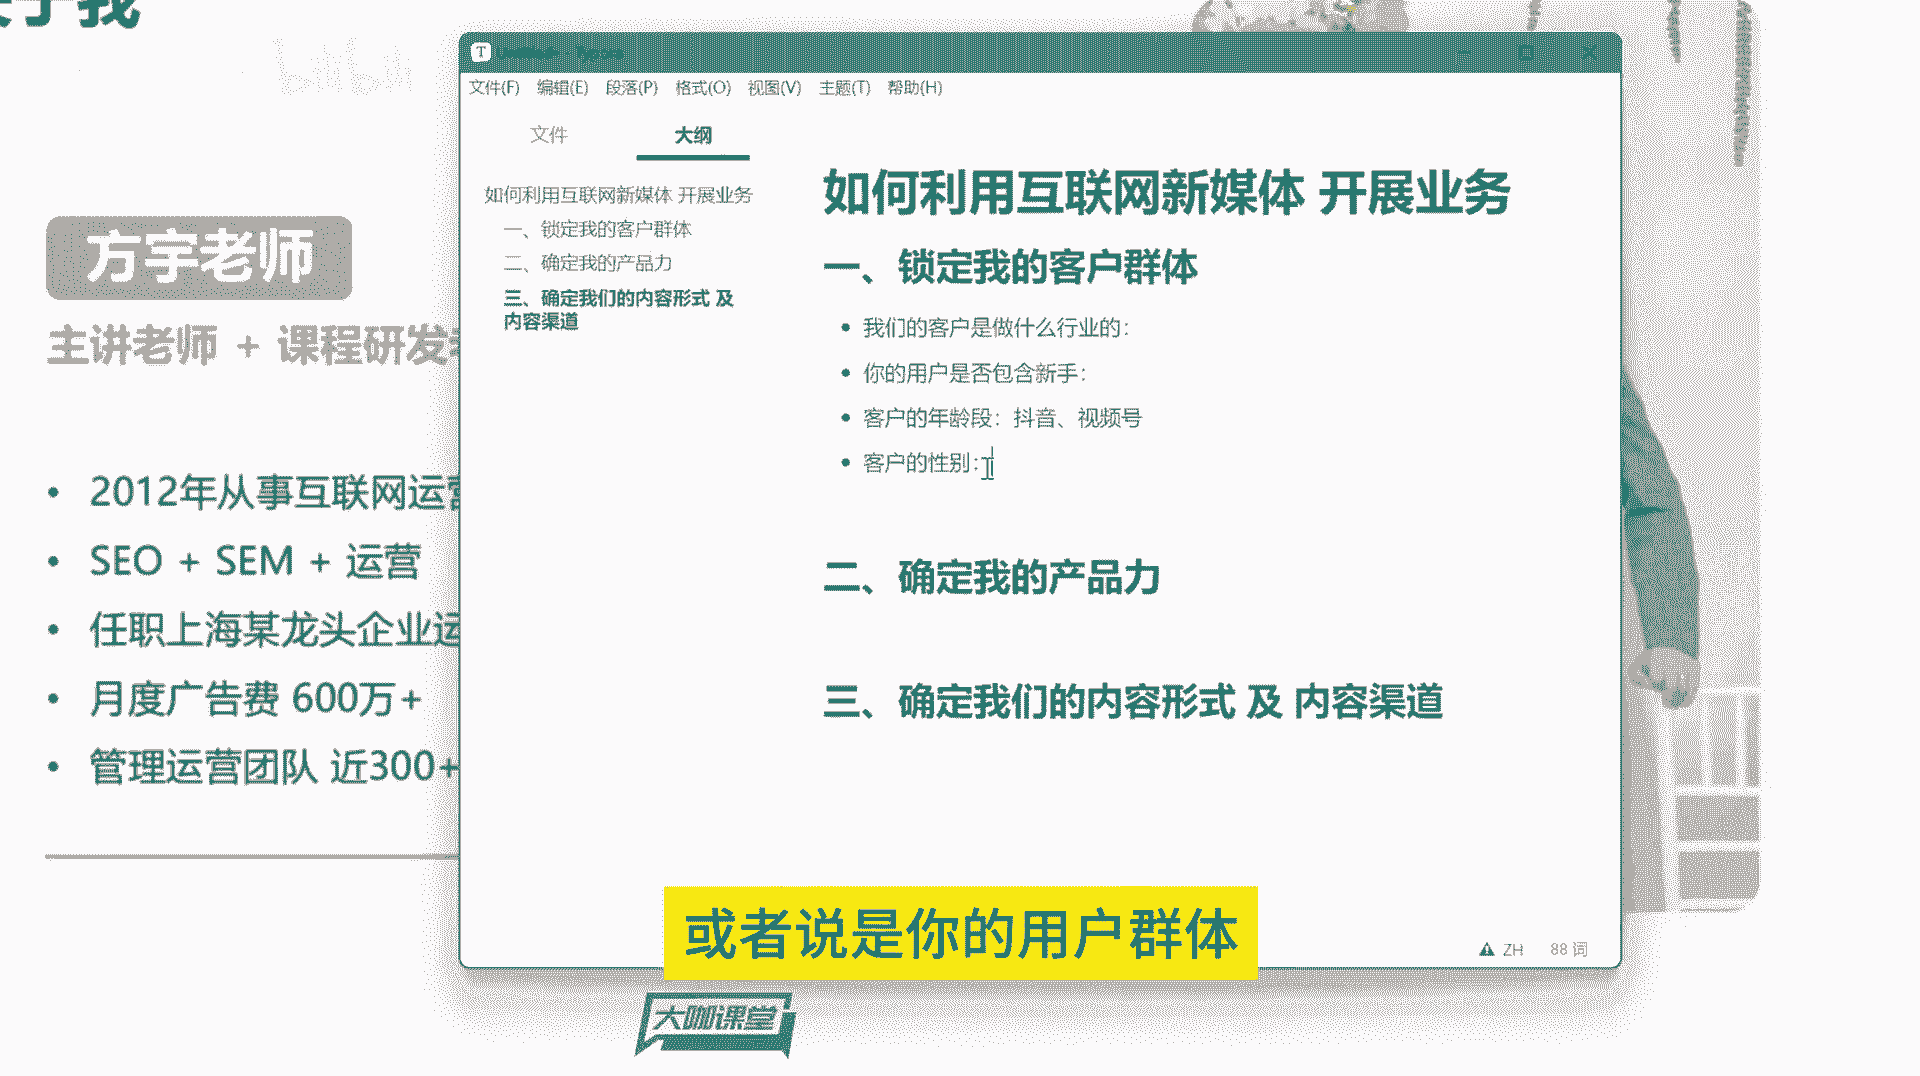 bilibili
方宇老师
主讲老师 + 课程研发
2012年从事互联网运营
SEO + SEM + 运营
任职上海某龙头企业运
月度广告费 600万+
管理运营团队 近300+
T
文件(F) 编辑(E) 段落(P) 格式(O) 视图(V) 主题(T) 帮助(H)
文件 大纲
如何利用互联网新媒体 开展业务
一、锁定我的客户群体
二、确定我的产品力
三、确定我们的内容形式 及
内容渠道
如何利用互联网新媒体 开展业务
一、锁定我的客户群体
我们的客户是做什么行业的：
你的用户是否包含新手：
客户的年龄段：抖音、视频号
客户的性别：
二、确定我的产品力
三、确定我们的内容形式 及 内容渠道
ZH 88 词
或者说是你的用户群体
大咖课堂